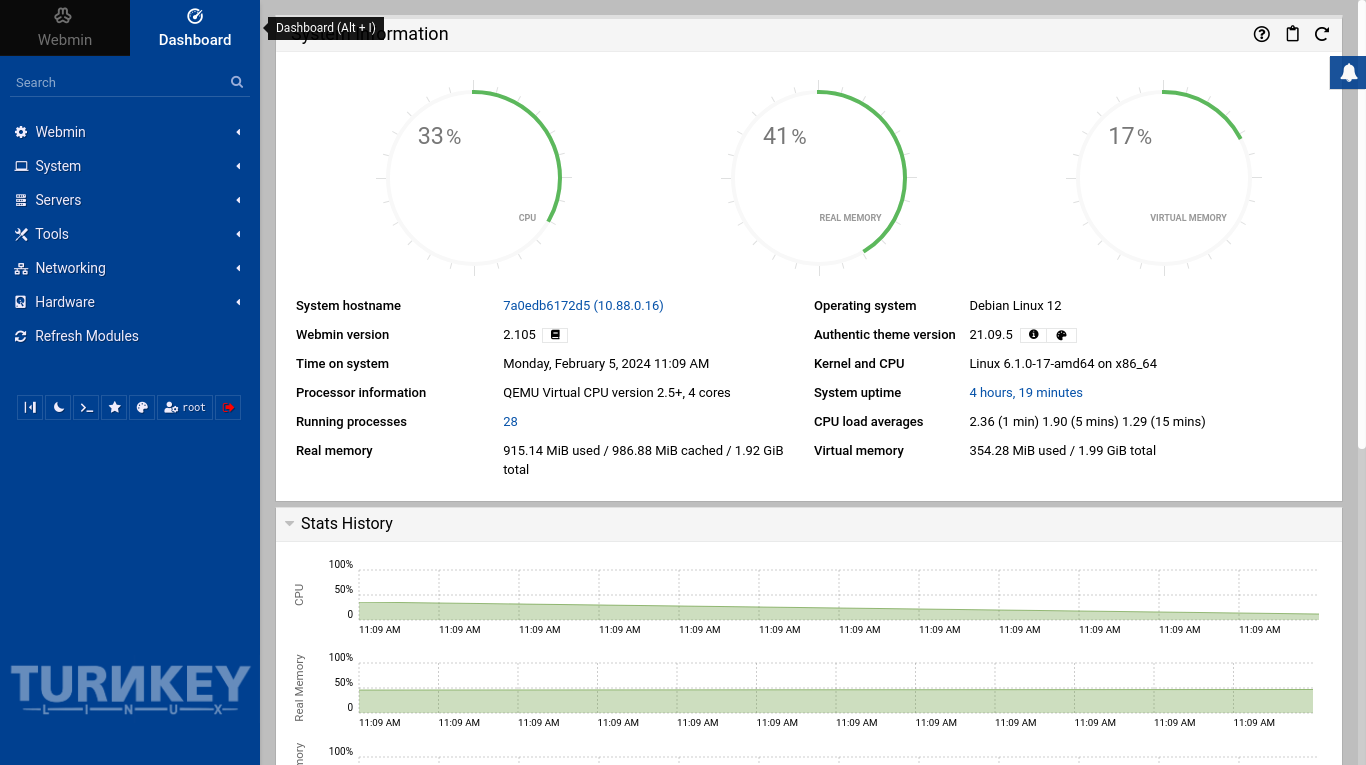 Webmin
Dashboard
Dashboard (Alt + I)
System Information
Search
Webmin
System
Servers
Tools
Networking
Hardware
Refresh Modules
root
TURNKEY
LINUX
33%
CPU
41%
REAL MEMORY
17%
VIRTUAL MEMORY
System hostname 7a0edb6172d5 (10.88.0.16) Operating system Debian Linux 12
Webmin version 2.105 Authentic theme version 21.09.5
Time on system Monday, February 5, 2024 11:09 AM Kernel and CPU Linux 6.1.0-17-amd64 on x86_64
Processor information QEMU Virtual CPU version 2.5+, 4 cores System uptime 4 hours, 19 minutes
Running processes 28 CPU load averages 2.36 (1 min) 1.90 (5 mins) 1.29 (15 mins)
Real memory 915.14 MiB used / 986.88 MiB cached / 1.92 GiB Virtual memory 354.28 MiB used / 1.99 GiB total
total
Stats History
CPU
100%
50%
0
11:09 AM 11:09 AM 11:09 AM 11:09 AM 11:09 AM 11:09 AM 11:09 AM 11:09 AM 11:09 AM 11:09 AM 11:09 AM 11:09 AM
Real Memory
100%
50%
0
11:09 AM 11:09 AM 11:09 AM 11:09 AM 11:09 AM 11:09 AM 11:09 AM 11:09 AM 11:09 AM 11:09 AM 11:09 AM 11:09 AM
100%